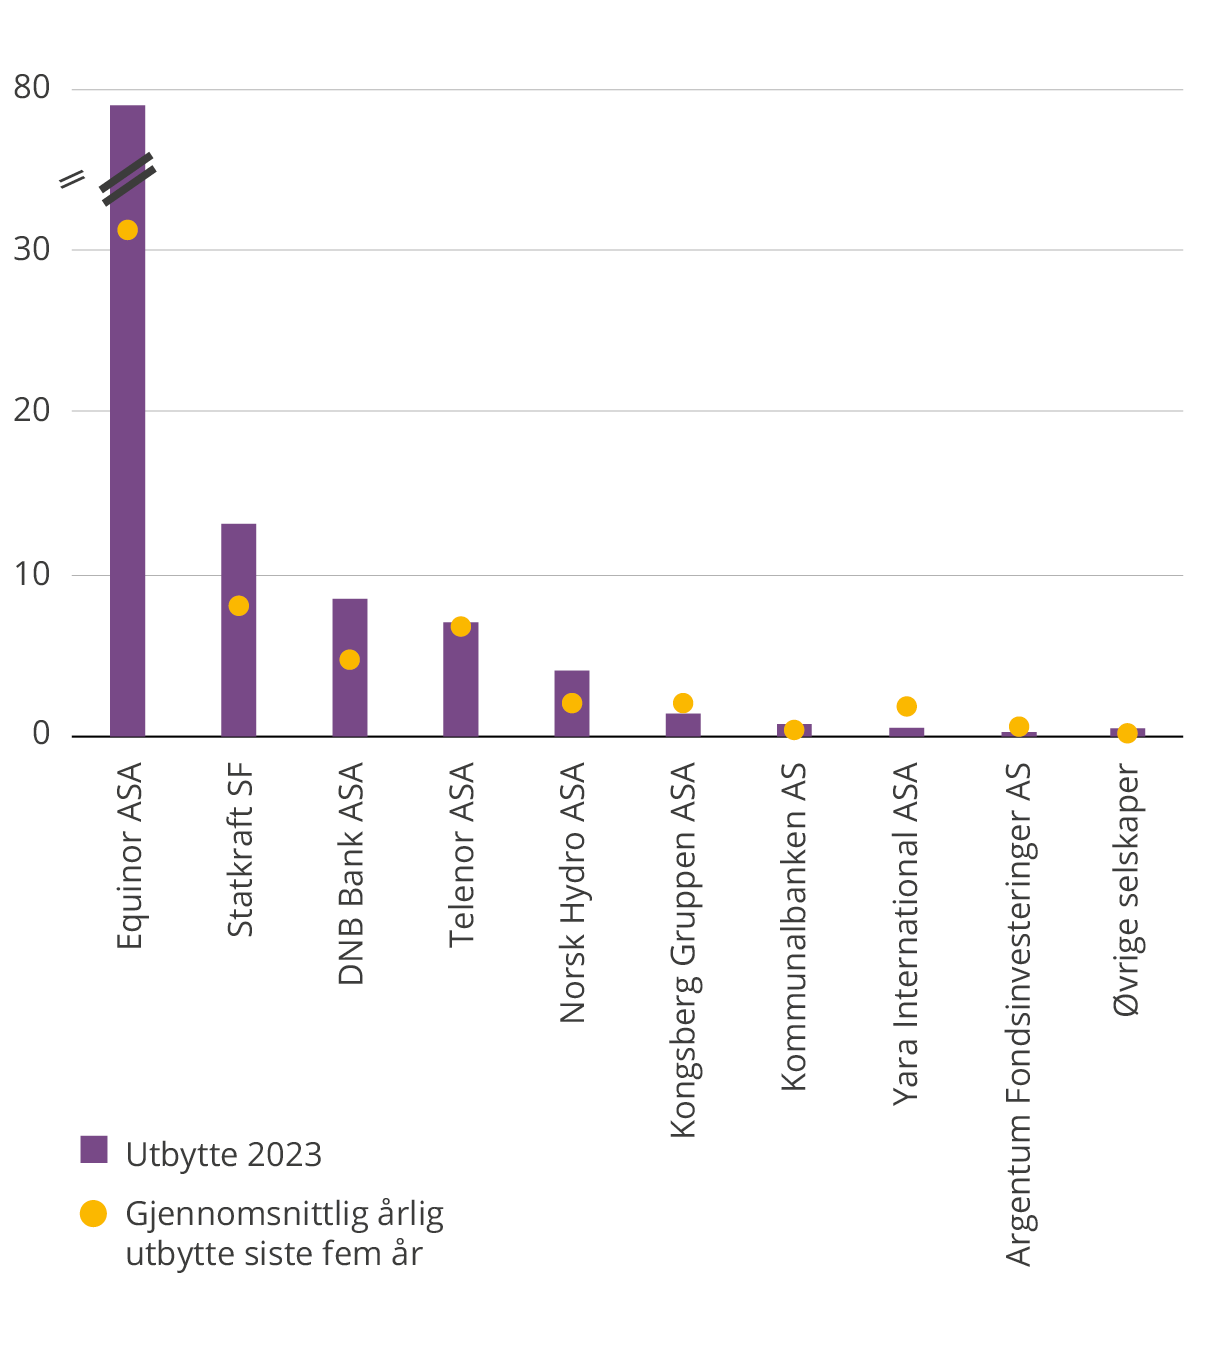 80
30
20
10
0
Equinor ASA
Statkraft SF
DNB Bank ASA
Telenor ASA
Norsk Hydro ASA
Kongsberg Gruppen ASA
Kommunalbanken AS
Yara International ASA
Argentum Fondsinvesteringer AS
Øvrige selskaper
Utbytte 2023
Gjennomsnittlig årlig
utbytte siste fem år